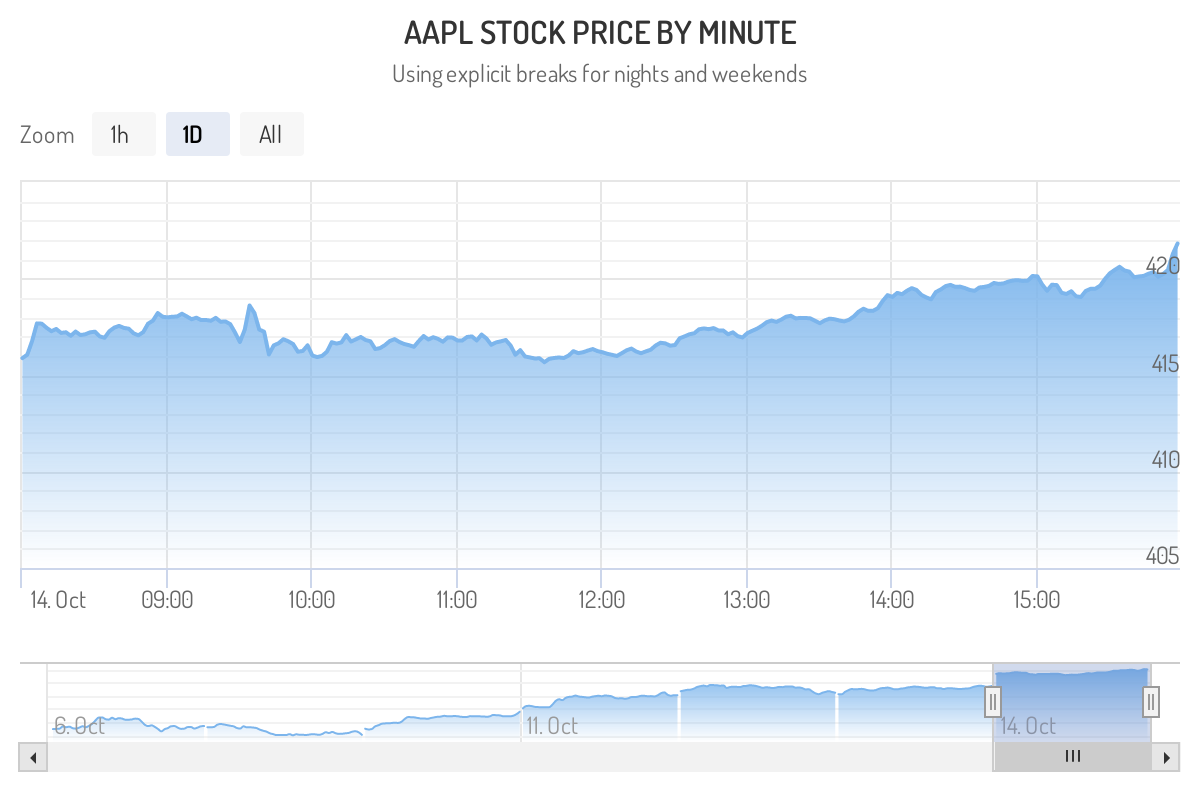 AAPL STOCK PRICE BY MINUTE
Using explicit breaks for nights and weekends
Zoom 1h 1D All
420
415
410
405
14. Oct 09:00 10:00 11:00 12:00 13:00 14:00 15:00
6. Oct 11. Oct 14. Oct